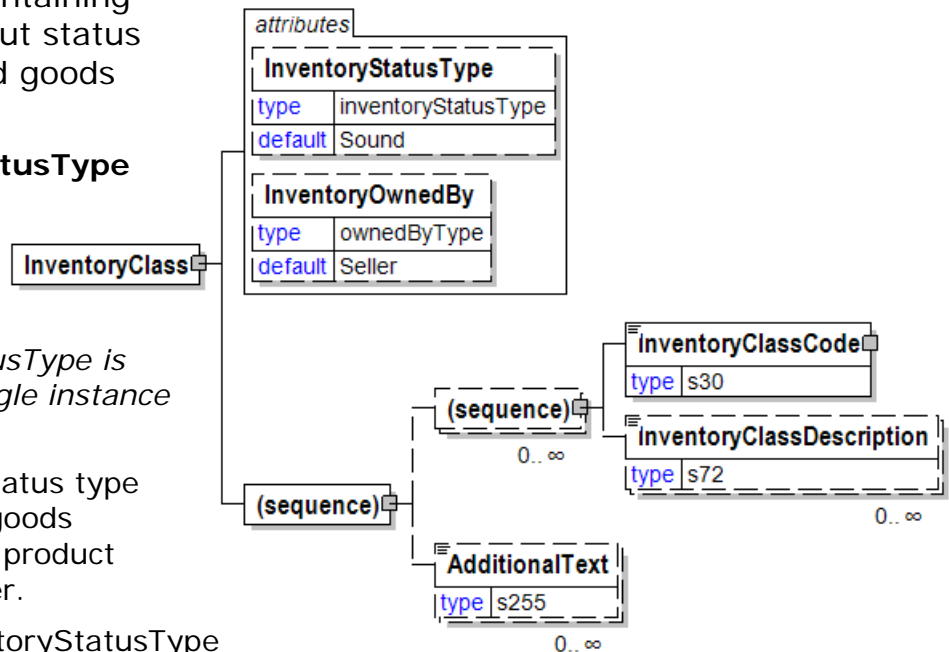 ntaining
ut status
d goods
tusType
usType is
gle instance
atus type
goods
product
er.
toryStatusType
attributes
InventoryStatusType
type inventoryStatusType
default Sound
InventoryOwnedBy
type ownedByType
default Seller
InventoryClass
(sequence)
(sequence)
0.. ∞
InventoryClassCode
type s30
InventoryClassDescription
type s72
0.. ∞
AdditionalText
type s255
0.. ∞